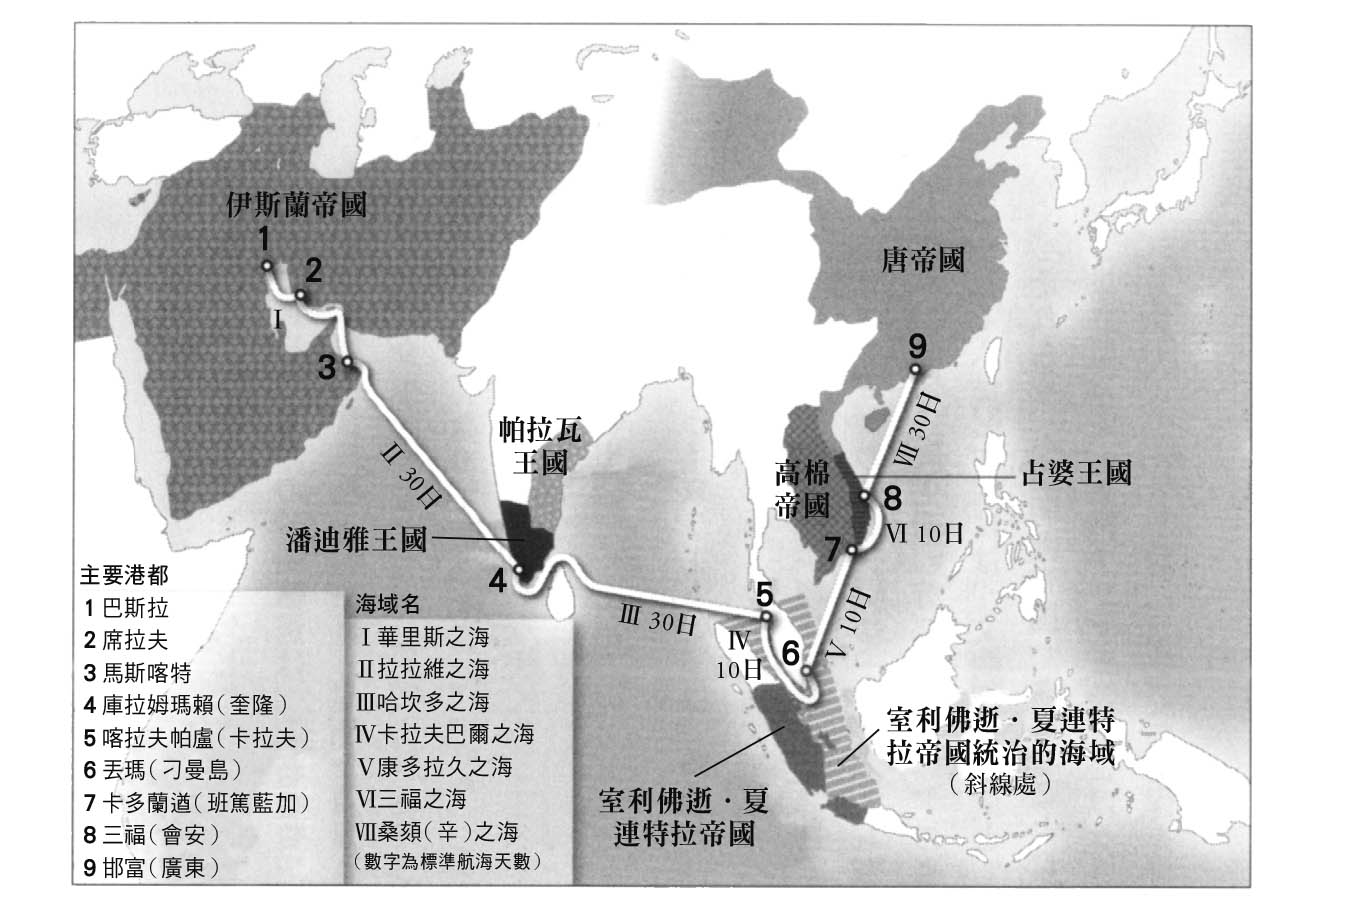 伊斯蘭帝國
1
2
I
3
唐帝國
9
帕拉瓦
王國
II 30日
VII 30日
高棉
帝國
占婆王國
8
潘迪雅王國
VI 10日
7
4
5
III 30日
IV
10日
6
V 10日
室利佛逝·夏連特
拉帝國統治的海域
（斜線處）
室利佛逝·夏
連特拉帝國
主要港都
1 巴斯拉
2 席拉夫
3 馬斯喀特
4 庫拉姆瑪賴（奎隆）
5 喀拉夫帕盧（卡拉夫）
6 丟瑪（刁曼島）
7 卡多蘭遒（班篤藍加）
8 三福（會安）
9 邯富（廣東）
海域名
I 華里斯之海
II 拉拉維之海
III 哈坎多之海
IV 卡拉夫巴爾之海
V 康多拉久之海
VI 三福之海
VII 桑頦（辛）之海
（數字為標準航海天數）